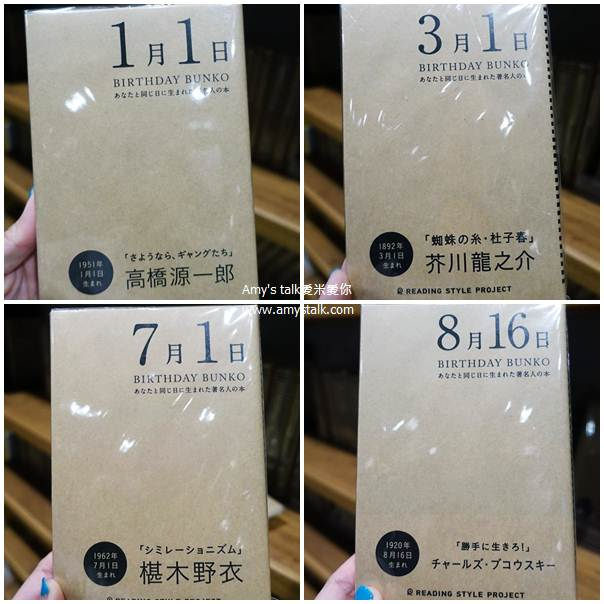 1月1日
BIRTHDAY BUNKO
あなたと同じ日に生まれた著名人の本
1951年
1月1日
生まれ
「さようなら、ギャングたち」
高橋源一郎
3月1日
BIRTHDAY BUNKO
あなたと同じ日に生まれた著名人の本
1892年
3月1日
生まれ
「蜘蛛の糸・杜子春」
芥川龍之介
READING STYLE PROJECT
Amy's talk愛米愛你
www.amystalk.com
7月1日
BIRTHDAY BUNKO
あなたと同じ日に生まれた著名人の本
1962年
7月1日
生まれ
「シミレーショニズム」
椹木野衣
READING STYLE PROJECT
8月16日
BIRTHDAY BUNKO
あなたと同じ日に生まれた著名人の本
1920年
8月16日
生まれ
「勝手に生きろ!」
チャールズ・ブコウスキー
READING STYLE PROJECT